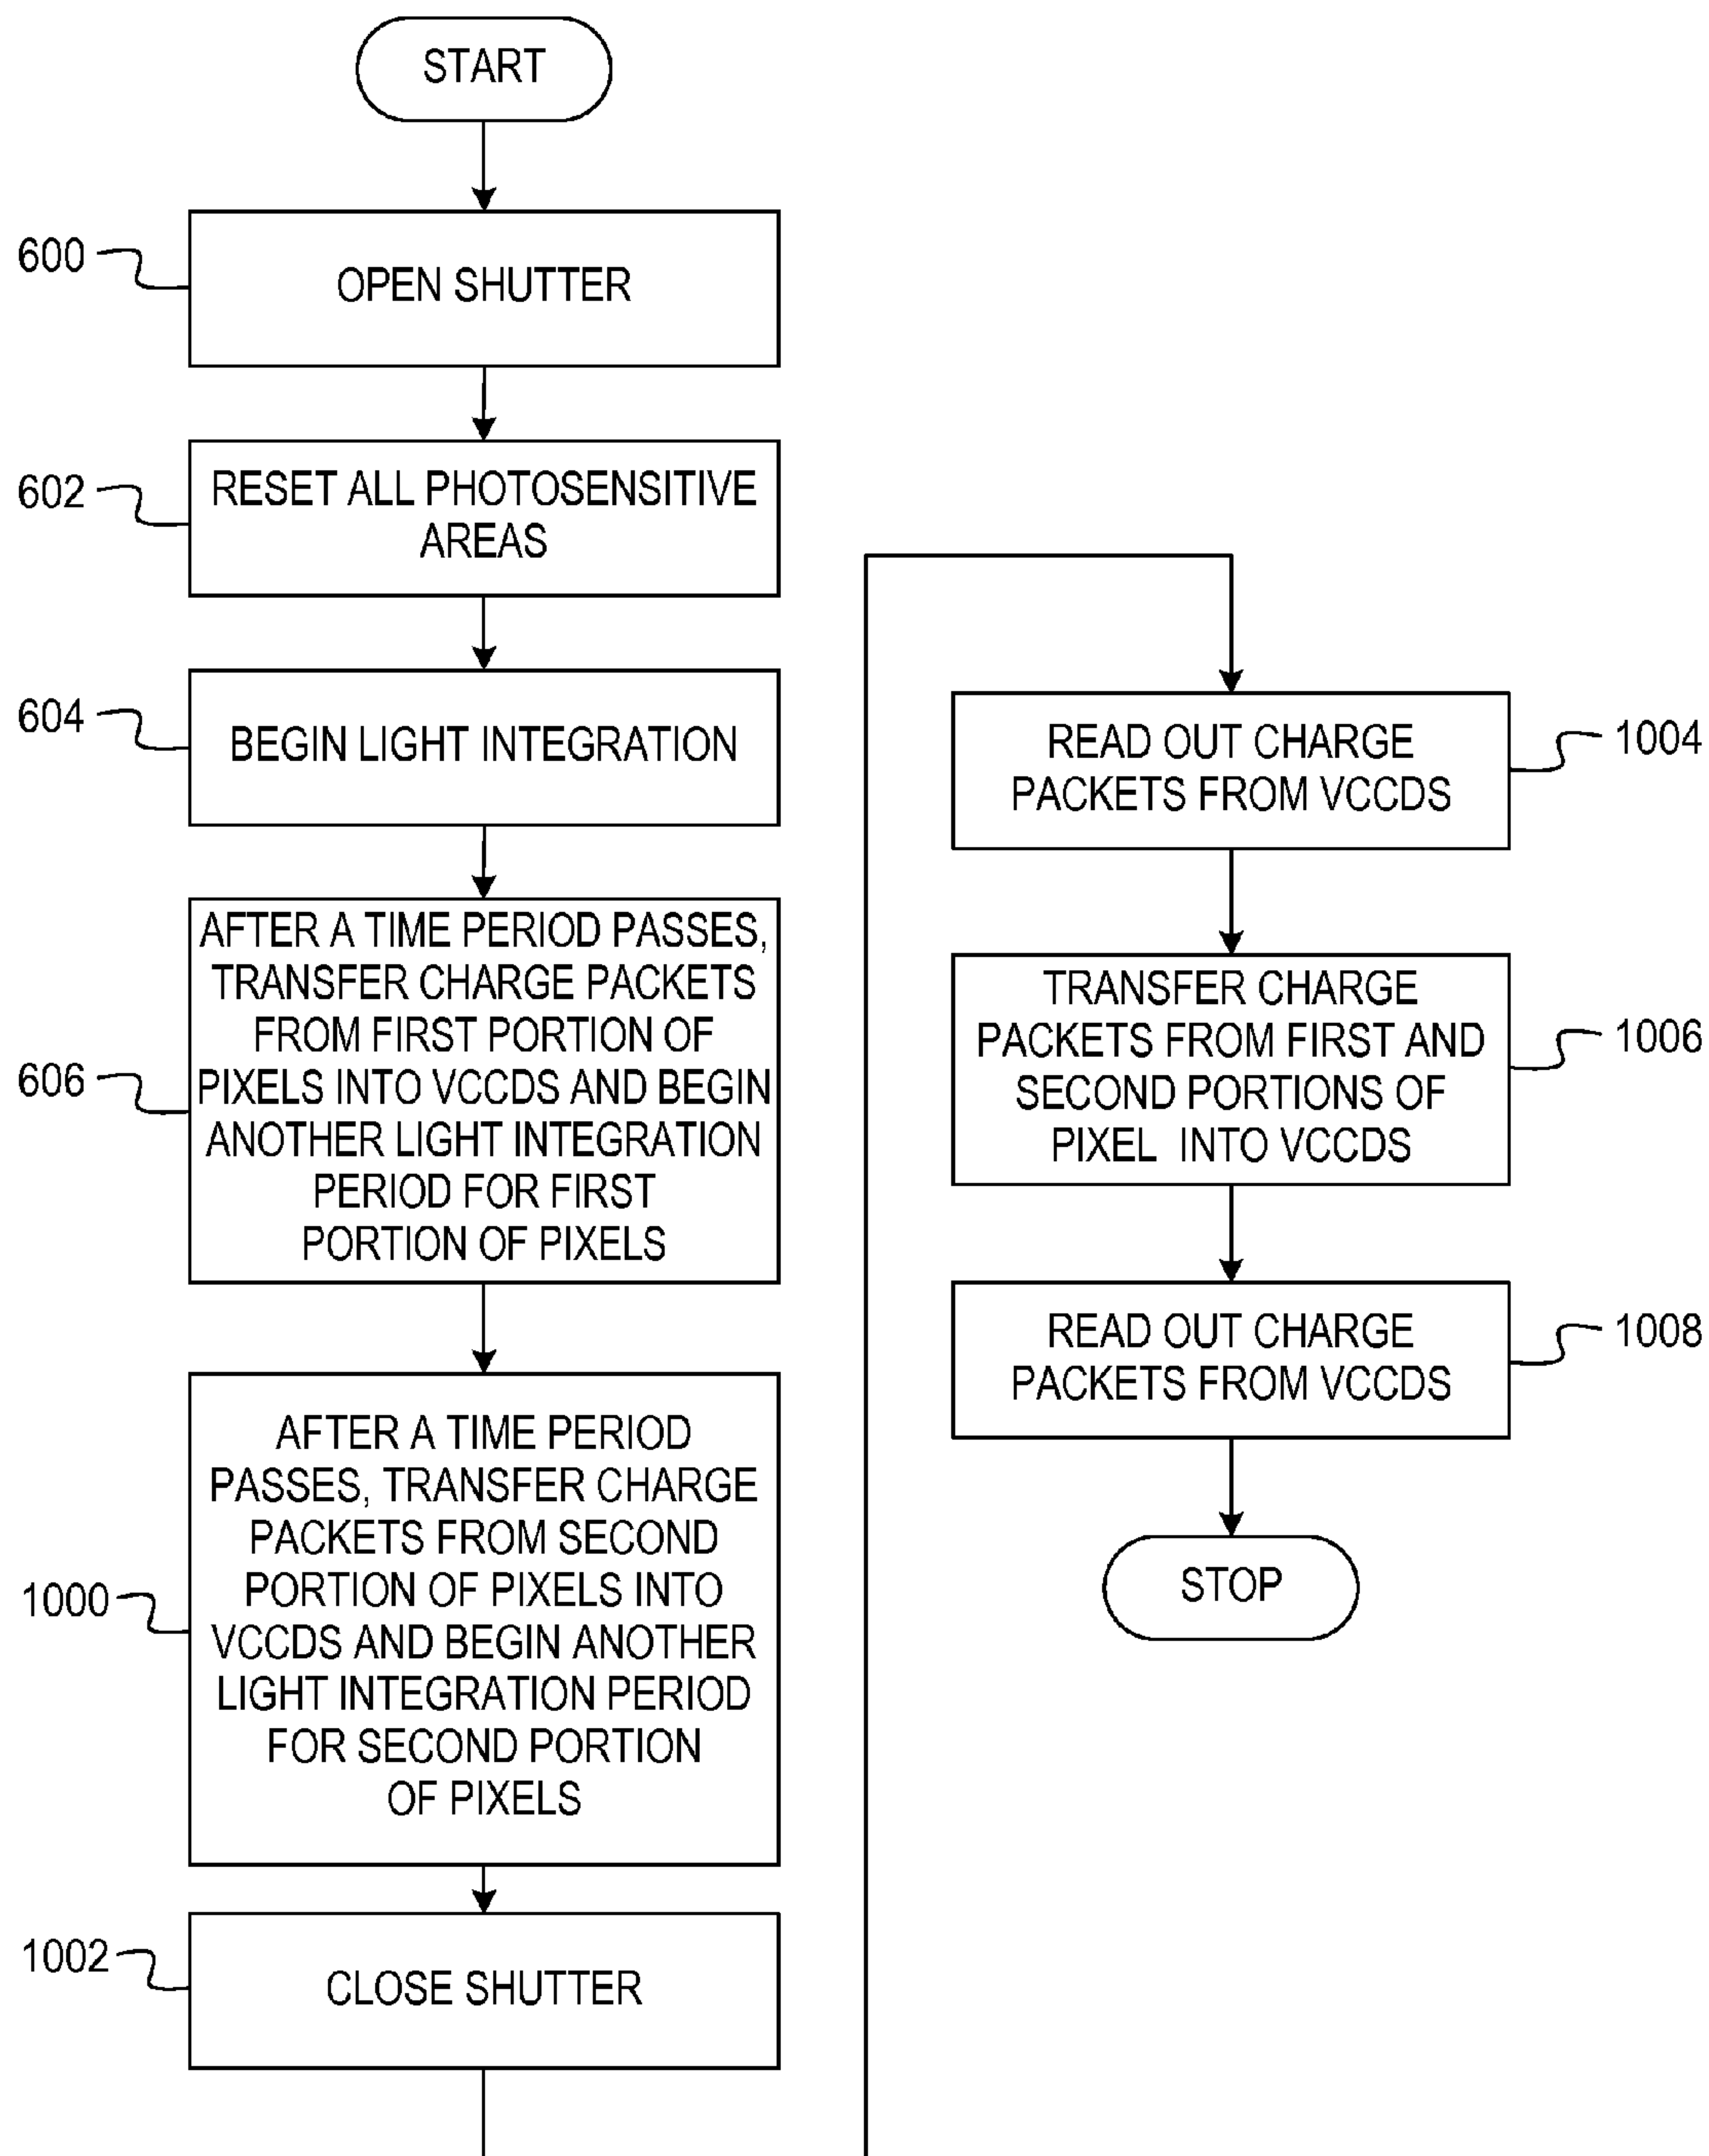 START
600
OPEN SHUTTER
602
RESET ALL PHOTOSENSITIVE
AREAS
604
BEGIN LIGHT INTEGRATION
606
AFTER A TIME PERIOD PASSES,
TRANSFER CHARGE PACKETS
FROM FIRST PORTION OF
PIXELS INTO VCCDS AND BEGIN
ANOTHER LIGHT INTEGRATION
PERIOD FOR FIRST
PORTION OF PIXELS
1000
AFTER A TIME PERIOD
PASSES, TRANSFER CHARGE
PACKETS FROM SECOND
PORTION OF PIXELS INTO
VCCDS AND BEGIN ANOTHER
LIGHT INTEGRATION PERIOD
FOR SECOND PORTION
OF PIXELS
1002
CLOSE SHUTTER
READ OUT CHARGE
PACKETS FROM VCCDS
1004
TRANSFER CHARGE
PACKETS FROM FIRST AND
SECOND PORTIONS OF
PIXEL INTO VCCDS
1006
READ OUT CHARGE
PACKETS FROM VCCDS
1008
STOP